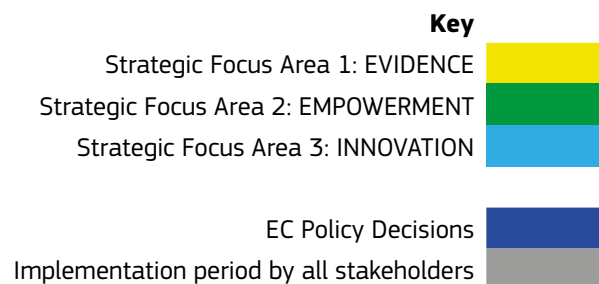 Key
Strategic Focus Area 1: EVIDENCE
Strategic Focus Area 2: EMPOWERMENT
Strategic Focus Area 3: INNOVATION
EC Policy Decisions
Implementation period by all stakeholders